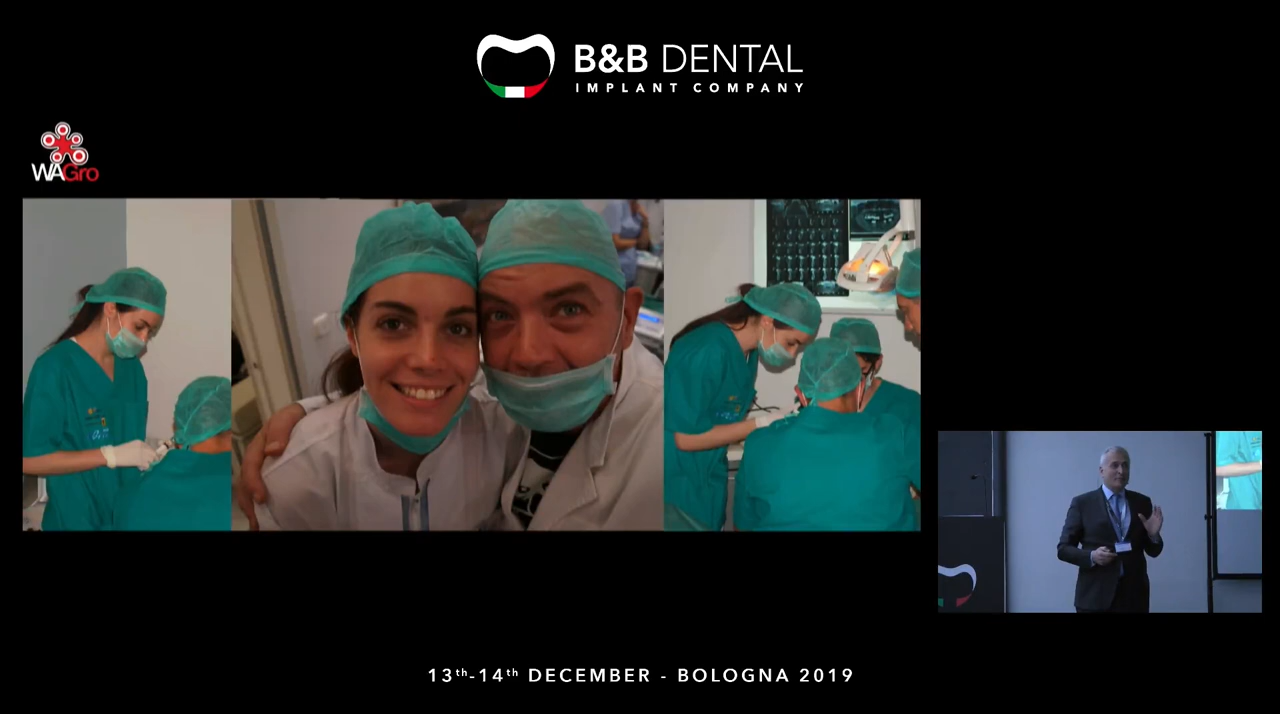 B&B DENTAL
IMPLANT COMPANY
WAGro
13th-14th DECEMBER - BOLOGNA 2019